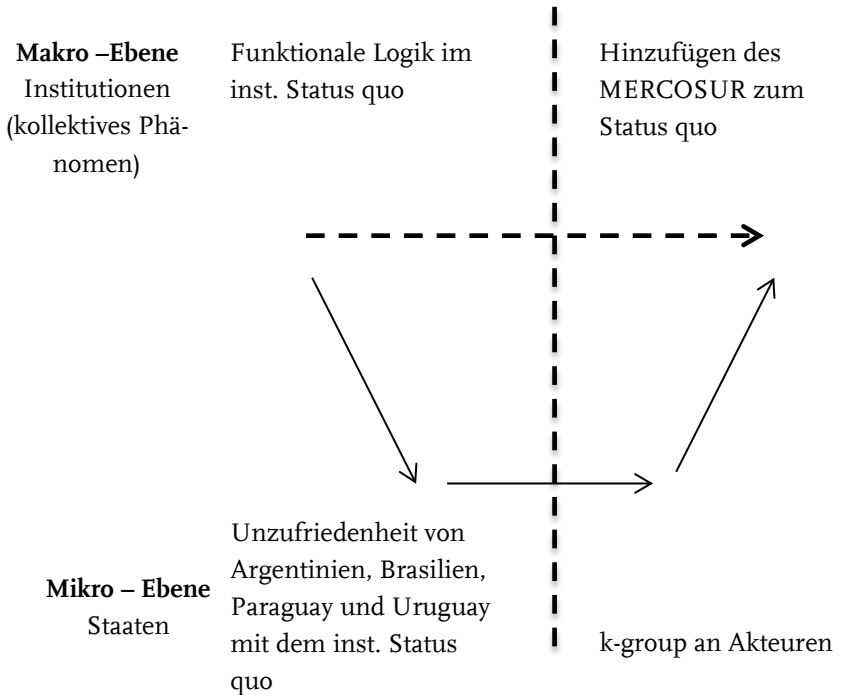 Makro –Ebene
Institutionen
(kollektives Phä-
nomen)
Funktionale Logik im
inst. Status quo
Hinzufügen des
MERCOSUR zum
Status quo
Mikro – Ebene
Staaten
Unzufriedenheit von
Argentinien, Brasilien,
Paraguay und Uruguay
mit dem inst. Status
quo
k-group an Akteuren